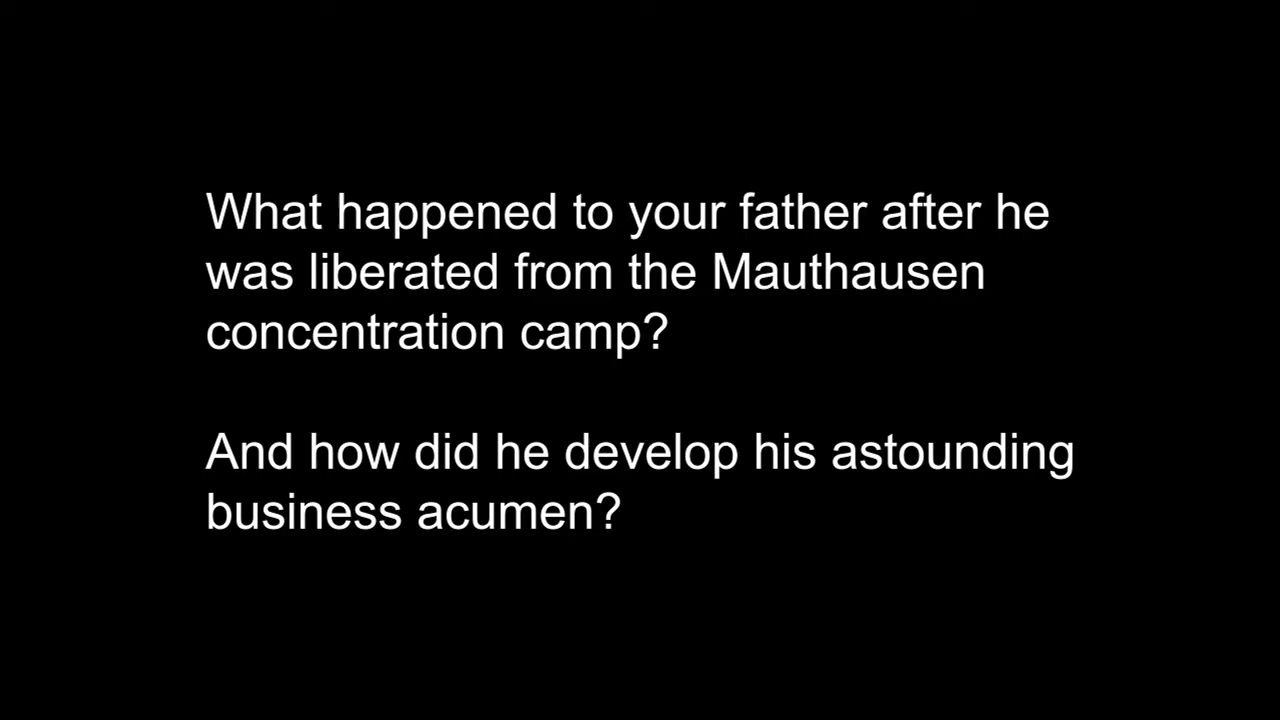 What happened to your father after he
was liberated from the Mauthausen
concentration camp?
And how did he develop his astounding
business acumen?